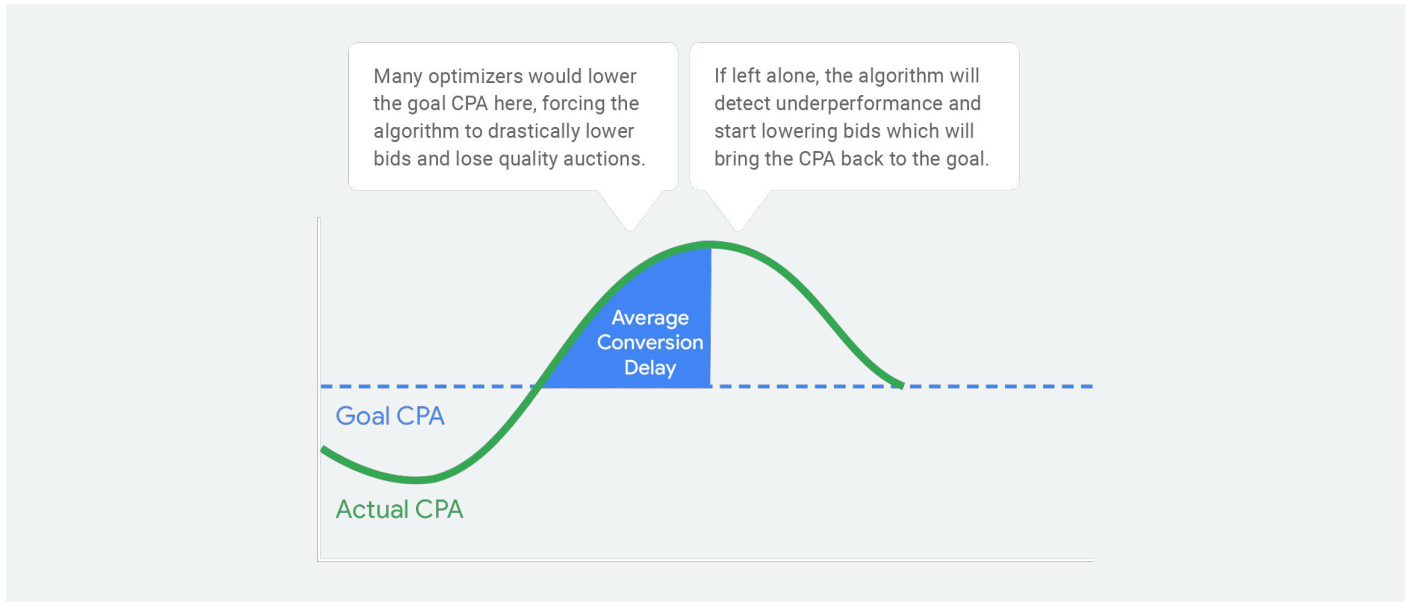 Many optimizers would lower
the goal CPA here, forcing the
algorithm to drastically lower
bids and lose quality auctions.
If left alone, the algorithm will
detect underperformance and
start lowering bids which will
bring the CPA back to the goal.
Average
Conversion
Delay
Goal CPA
Actual CPA